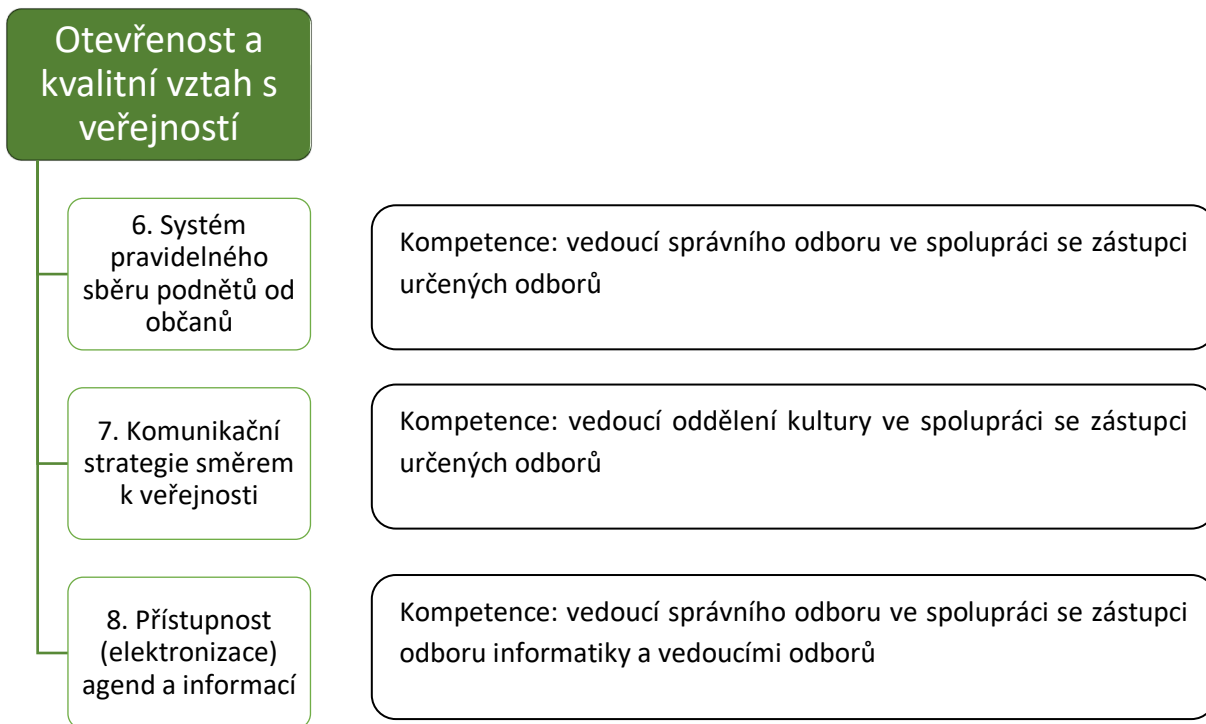 Otevřenost a
kvalitní vztah s
veřejností
6. Systém
pravidelného
sběru podnětů od
občanů
Kompetence: vedoucí správního odboru ve spolupráci se zástupci
určených odborů
7. Komunikační
strategie směrem
k veřejnosti
Kompetence: vedoucí oddělení kultury ve spolupráci se zástupci
určených odborů
8. Přístupnost
(elektronizace)
agend a informací
Kompetence: vedoucí správního odboru ve spolupráci se zástupci
odboru informatiky a vedoucími odborů